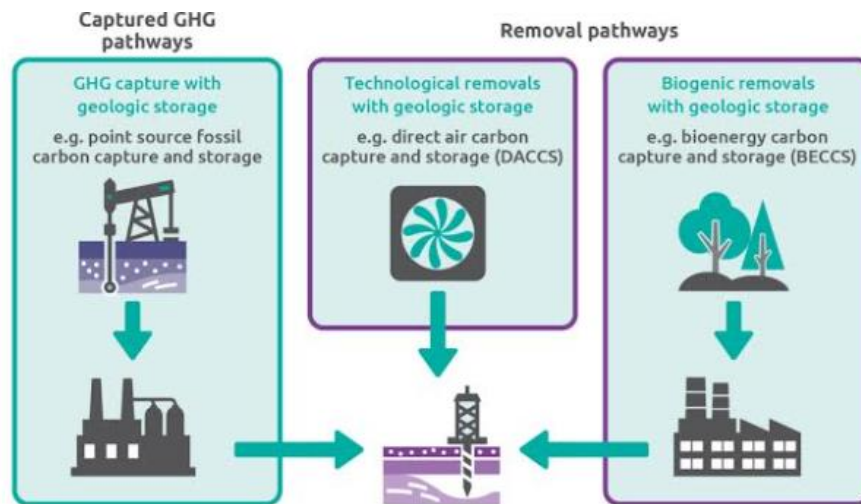 Captured GHG
pathways
Removal pathways
GHG capture with
geologic storage
e.g. point source fossil
carbon capture and storage
Technological removals
with geologic storage
e.g. direct air carbon
capture and storage (DACCS)
Biogenic removals
with geologic storage
e.g. bioenergy carbon
capture and storage (BECCS)